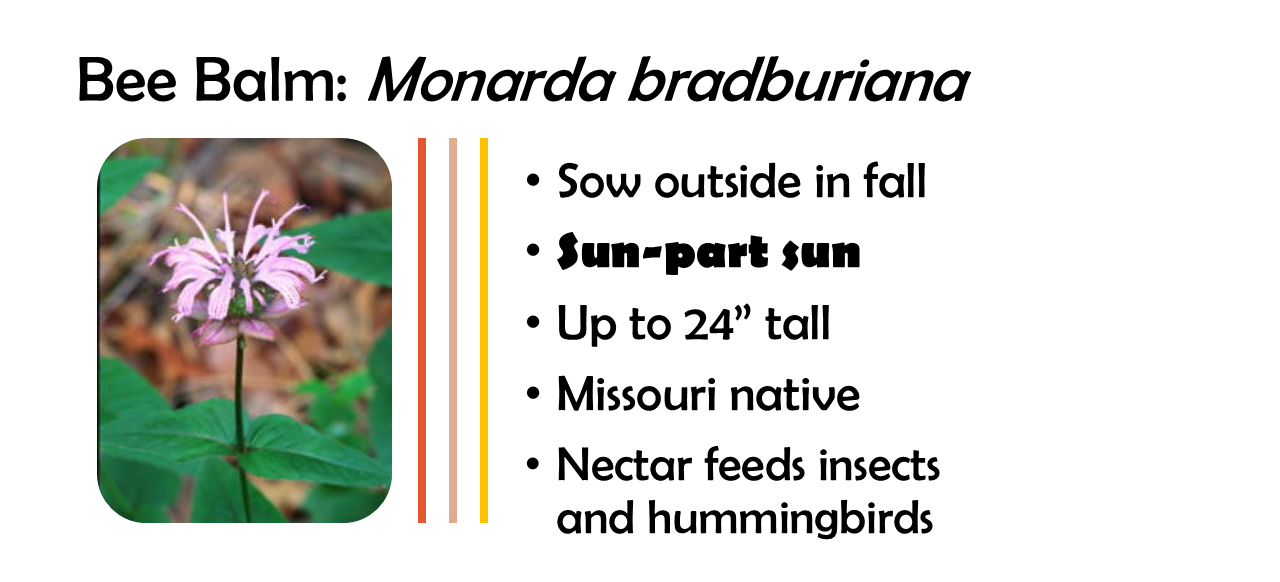 Bee Balm: Monarda bradburiana
• Sow outside in fall
• Sun-part sun
• Up to 24” tall
• Missouri native
• Nectar feeds insects
and hummingbirds